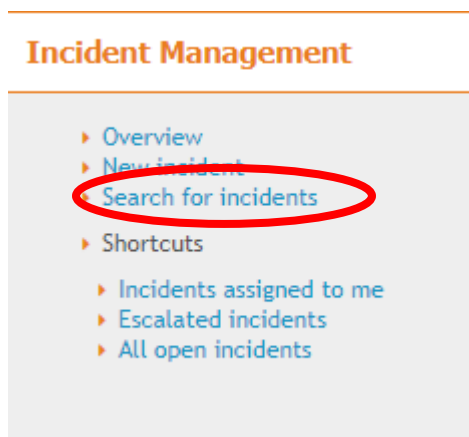 Incident Management
Overview
New incident
Search for incidents
Shortcuts
Incidents assigned to me
Escalated incidents
All open incidents